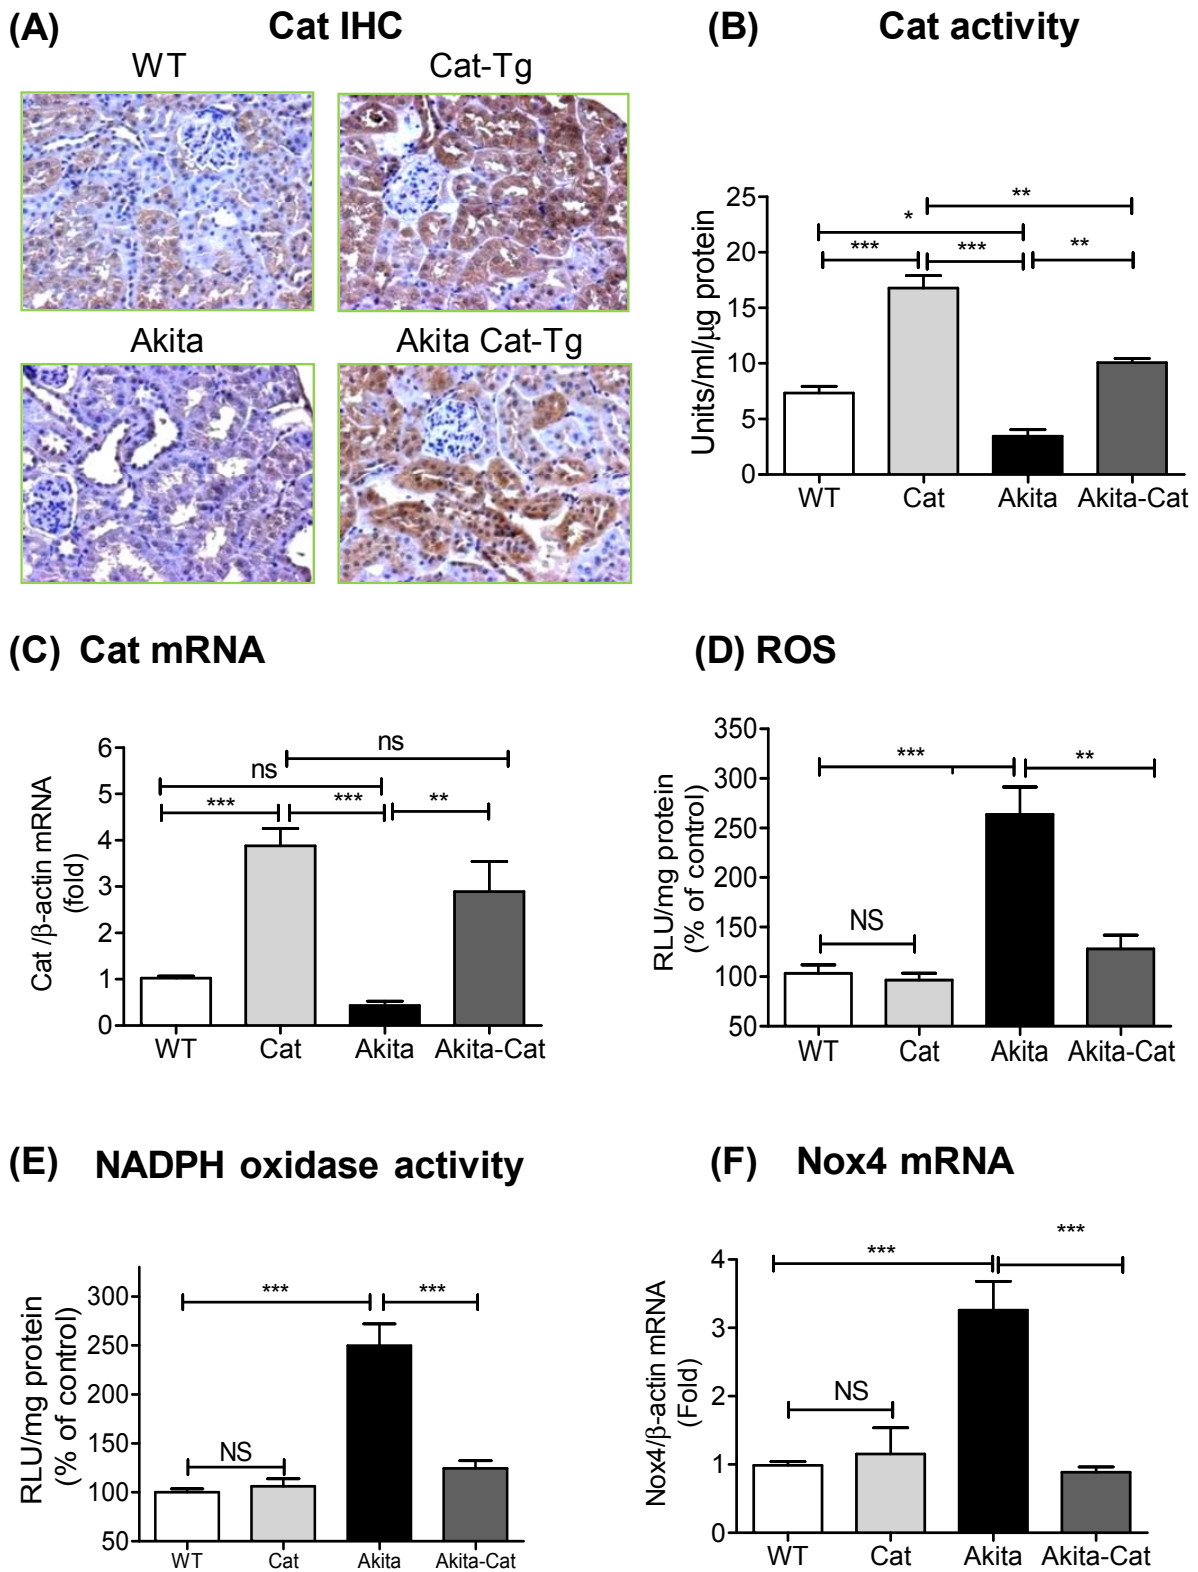 (A) Cat IHC
WT Cat-Tg
Akita Akita Cat-Tg
(B) Cat activity
Units/ml/μg protein
25
20
15
10
5
0
** 
*
*** *** **
WT Cat Akita Akita-Cat
(C) Cat mRNA
Cat /β-actin mRNA
(fold)
6
5
4
3
2
1
0
ns
ns
*** *** **
WT Cat Akita Akita-Cat
(D) ROS
RLU/mg protein
(% of control)
350
300
250
200
150
100
50
*** **
NS
WT Cat Akita Akita-Cat
(E) NADPH oxidase activity
RLU/mg protein
(% of control)
300
250
200
150
100
50
*** ***
NS
WT Cat Akita Akita-Cat
(F) Nox4 mRNA
Nox4/β-actin mRNA
(Fold)
4
3
2
1
0
***
***
NS
WT Cat Akita Akita-Cat